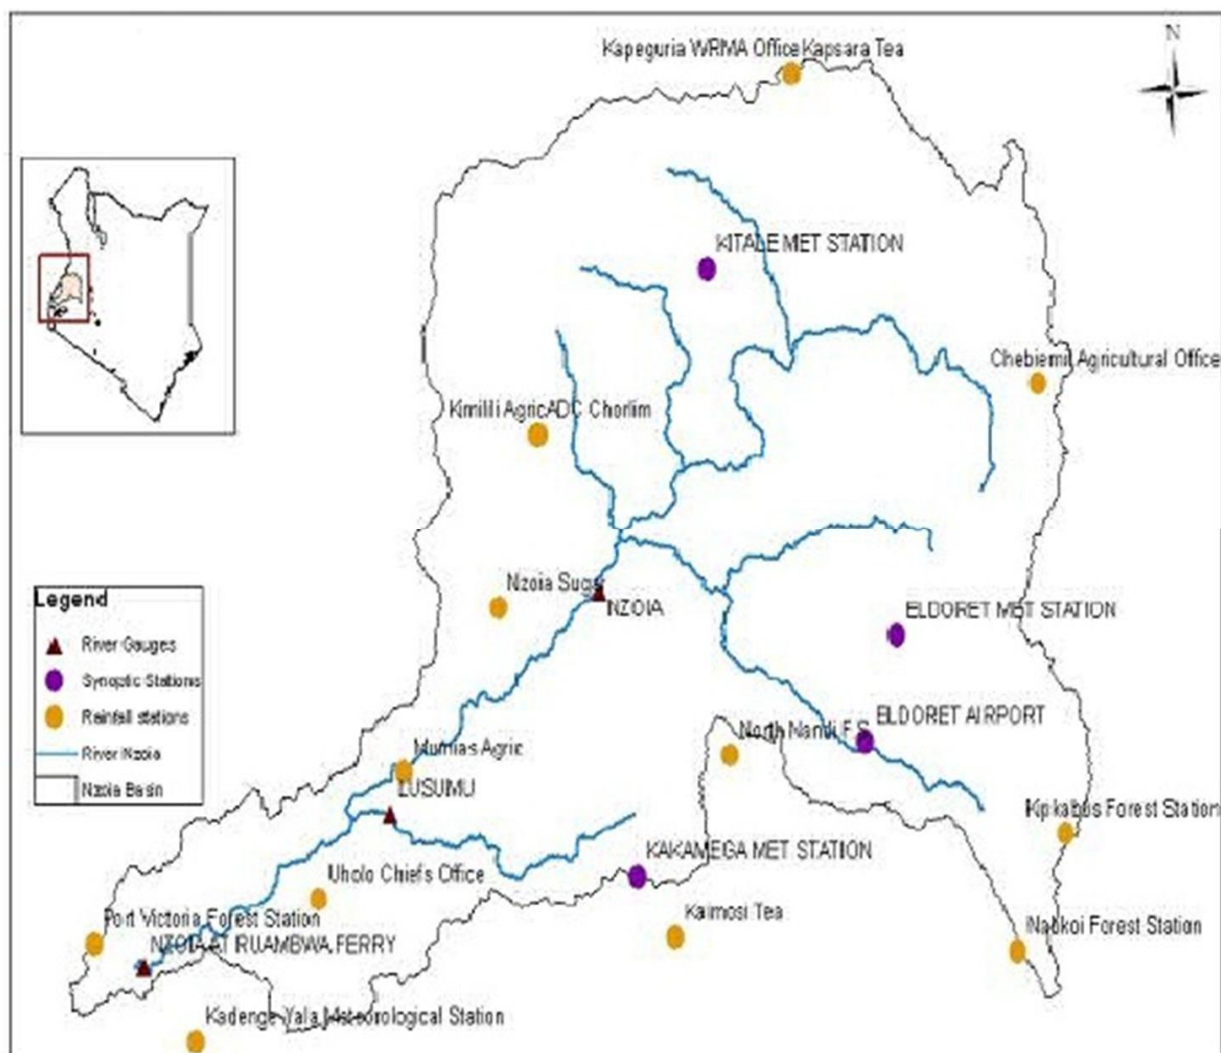 N
Kapeguria WRMA Office Kapsara Tea
KITALE MET STATION
Chebiemit Agricultural Office
Kimilili Agric ADC Chorlim
Nzoia Sugar
NZOIA
ELDORET MET STATION
ELDORET AIRPORT
North Nandi F.S
Mumias Agric
LUSUMU
Kipkabus Forest Station
KAKAMEGA MET STATION
Uholo Chiefs Office
Kaimosi Tea
Nabkoi Forest Station
Port Victoria Forest Station
NZOIA AT RUAMBWA FERRY
Kadenge Yala Meteorological Station
Legend
River Gauges
Synoptic Stations
Rainfall stations
River Nzoia
Nzoia Basin